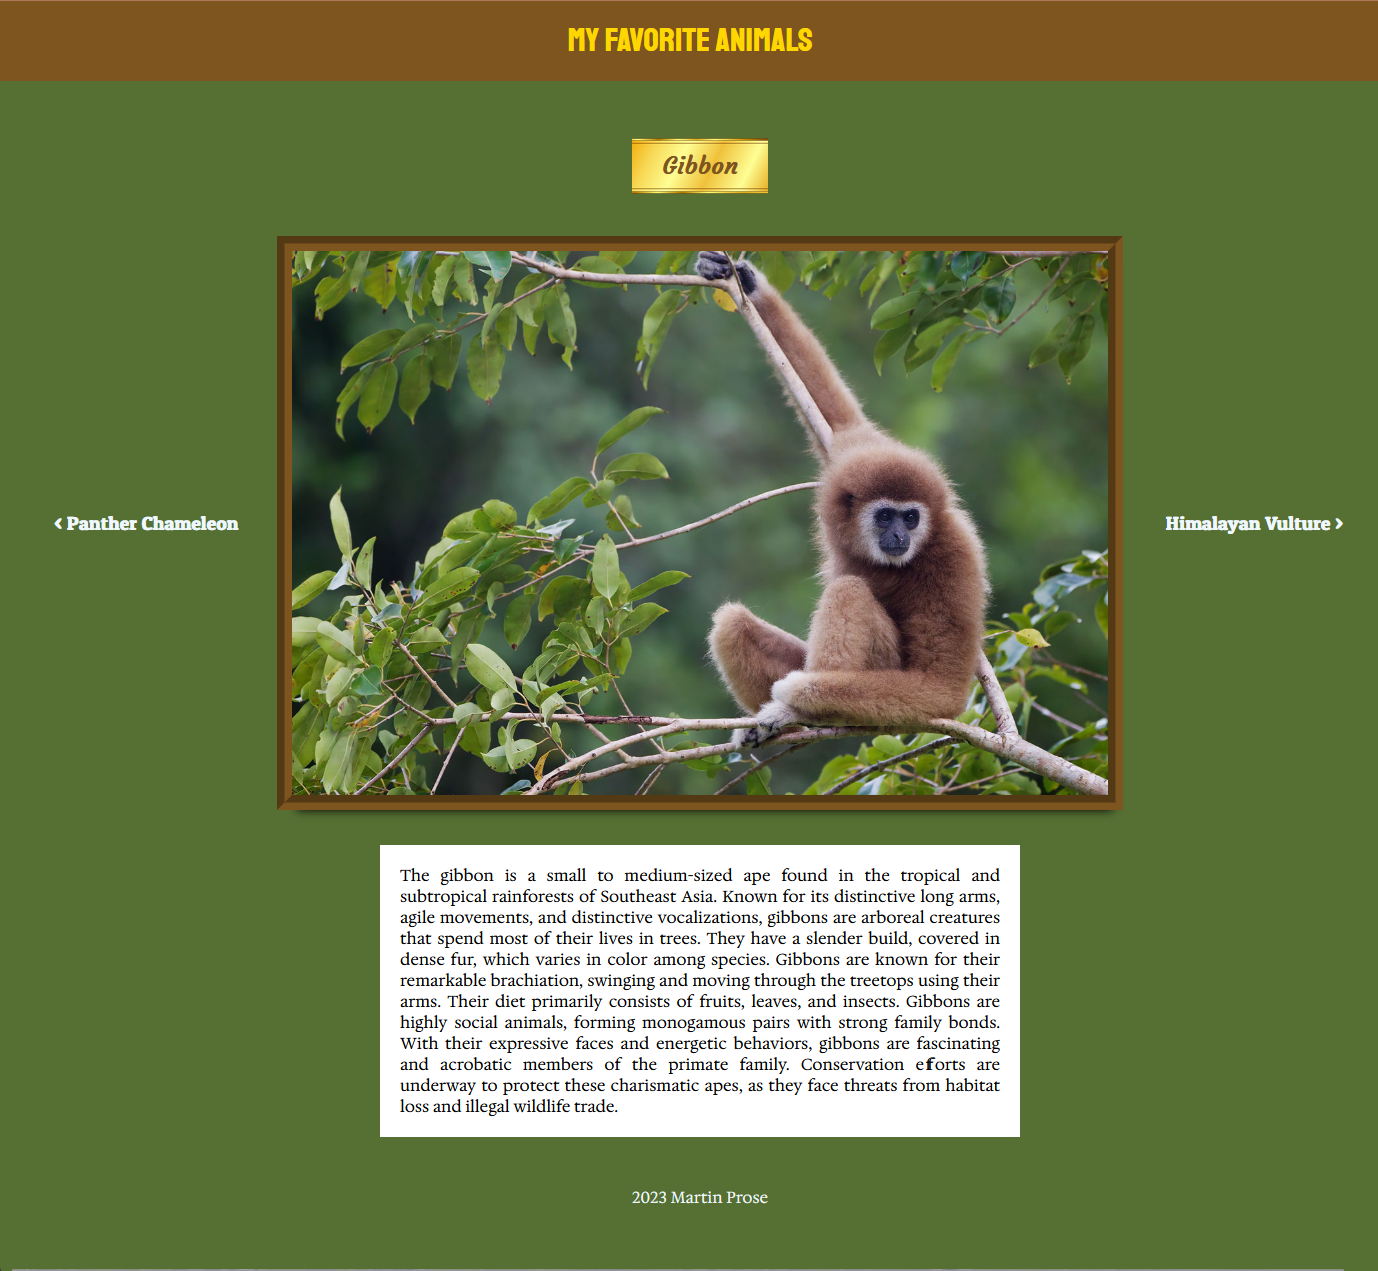 MY FAVORITE ANIMALS
Gibbon
‹ Panther Chameleon
Himalayan Vulture ›
The gibbon is a small to medium-sized ape found in the tropical and
subtropical rainforests of Southeast Asia. Known for its distinctive long arms,
agile movements, and distinctive vocalizations, gibbons are arboreal creatures
that spend most of their lives in trees. They have a slender build, covered in
dense fur, which varies in color among species. Gibbons are known for their
remarkable brachiation, swinging and moving through the treetops using their
arms. Their diet primarily consists of fruits, leaves, and insects. Gibbons are
highly social animals, forming monogamous pairs with strong family bonds.
With their expressive faces and energetic behaviors, gibbons are fascinating
and acrobatic members of the primate family. Conservation efforts are
underway to protect these charismatic apes, as they face threats from habitat
loss and illegal wildlife trade.
2023 Martin Prose